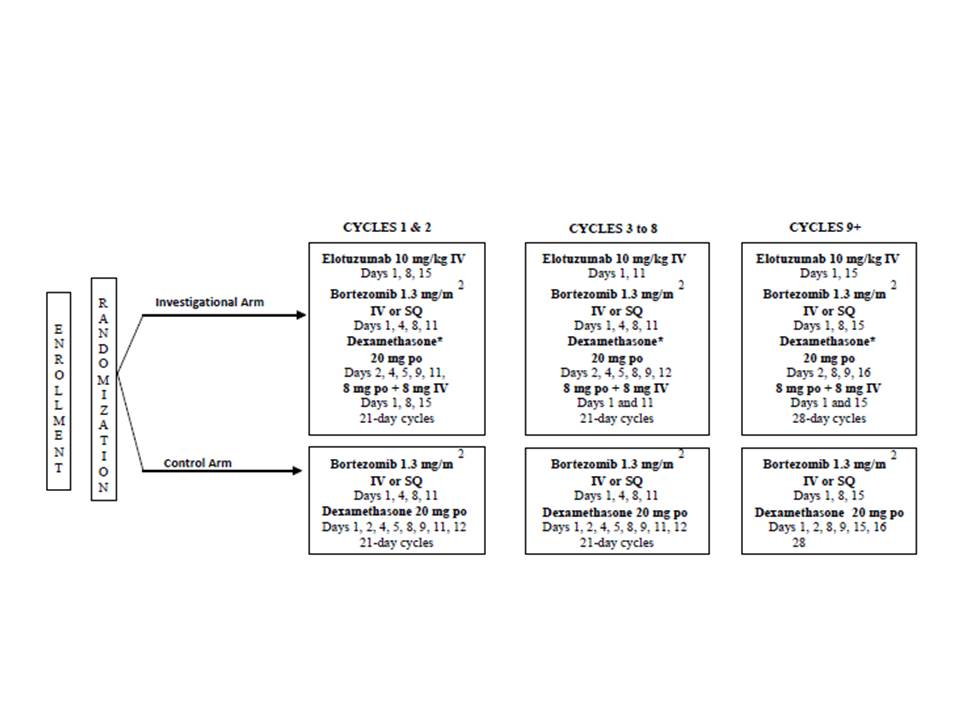 ENROLLMENT
RANDOMIZATION
Investigational Arm
Control Arm
CYCLES 1 & 2
Elotuzumab 10 mg/kg IV
Days 1, 8, 15
Bortezomib 1.3 mg/m 2
IV or SQ
Days 1, 4, 8, 11
Dexamethasone*
20 mg po
Days 2, 4, 5, 9, 11,
8 mg po + 8 mg IV
Days 1, 8, 15
21-day cycles
Bortezomib 1.3 mg/m 2
IV or SQ
Days 1, 4, 8, 11
Dexamethasone 20 mg po
Days 1, 2, 4, 5, 8, 9, 11, 12
21-day cycles
CYCLES 3 to 8
Elotuzumab 10 mg/kg IV
Days 1, 11
Bortezomib 1.3 mg/m 2
IV or SQ
Days 1, 4, 8, 11
Dexamethasone*
20 mg po
Days 2, 4, 5, 8, 9, 12
8 mg po + 8 mg IV
Days 1 and 11
21-day cycles
Bortezomib 1.3 mg/m 2
IV or SQ
Days 1, 4, 8, 11
Dexamethasone 20 mg po
Days 1, 2, 4, 5, 8, 9, 11, 12
21-day cycles
CYCLES 9+
Elotuzumab 10 mg/kg IV
Days 1, 15
Bortezomib 1.3 mg/m 2
IV or SQ
Days 1, 8, 15
Dexamethasone*
20 mg po
Days 2, 8, 9, 16
8 mg po + 8 mg IV
Days 1 and 15
28-day cycles
Bortezomib 1.3 mg/m 2
IV or SQ
Days 1, 8, 15
Dexamethasone 20 mg po
Days 1, 2, 8, 9, 15, 16
28